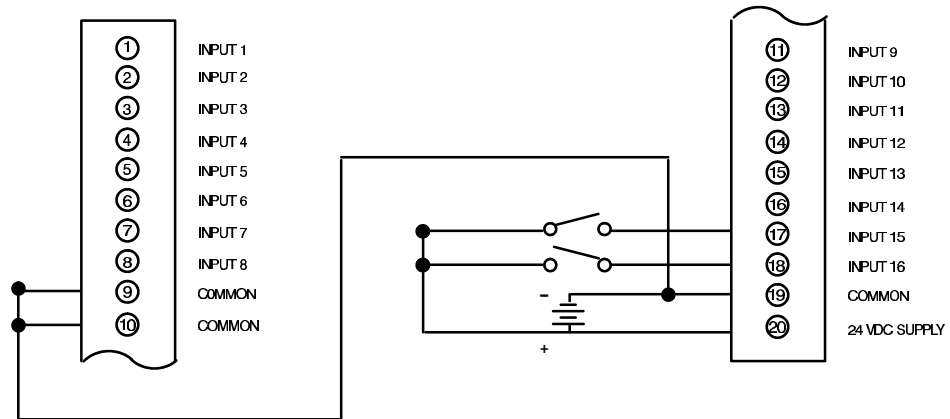 1 INPUT 1
2 INPUT 2
3 INPUT 3
4 INPUT 4
5 INPUT 5
6 INPUT 6
7 INPUT 7
8 INPUT 8
9 COMMON
10 COMMON
11 INPUT 9
12 INPUT 10
13 INPUT 11
14 INPUT 12
15 INPUT 13
16 INPUT 14
17 INPUT 15
18 INPUT 16
- 19 COMMON
20 24 VDC SUPPLY
+